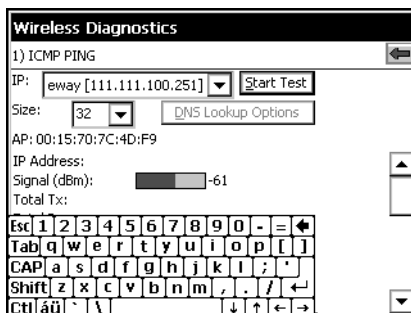 Wireless Diagnostics
1) ICMP PING
IP: eway [111.111.100.251] Start Test
Size: 32 DNS Lookup Options
AP: 00:15:70:7C:4D:F9
IP Address:
Signal (dBm): -61
Total Tx:
Esc 1 2 3 4 5 6 7 8 9 0 - =
Tab q w e r t y u i o p [ ]
CAP a s d f g h j k l ; '
Shift z x c v b n m , . /
Ctl áü ` \ ↓ ↑ ← →